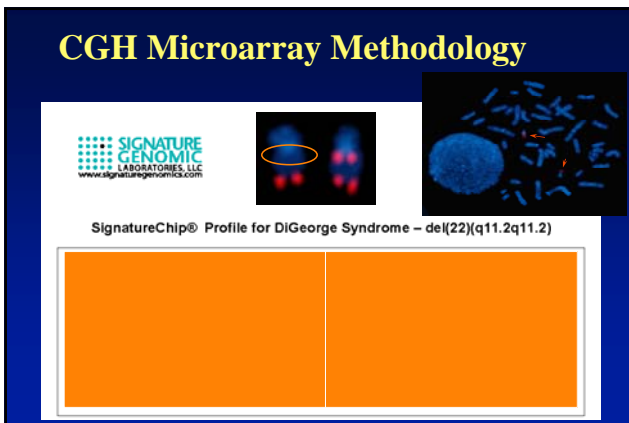 CGH Microarray Methodology
SIGNATURE
GENOMIC
LABORATORIES, LLC
www.signaturegenomics.com
SignatureChip® Profile for DiGeorge Syndrome – del(22)(q11.2q11.2)